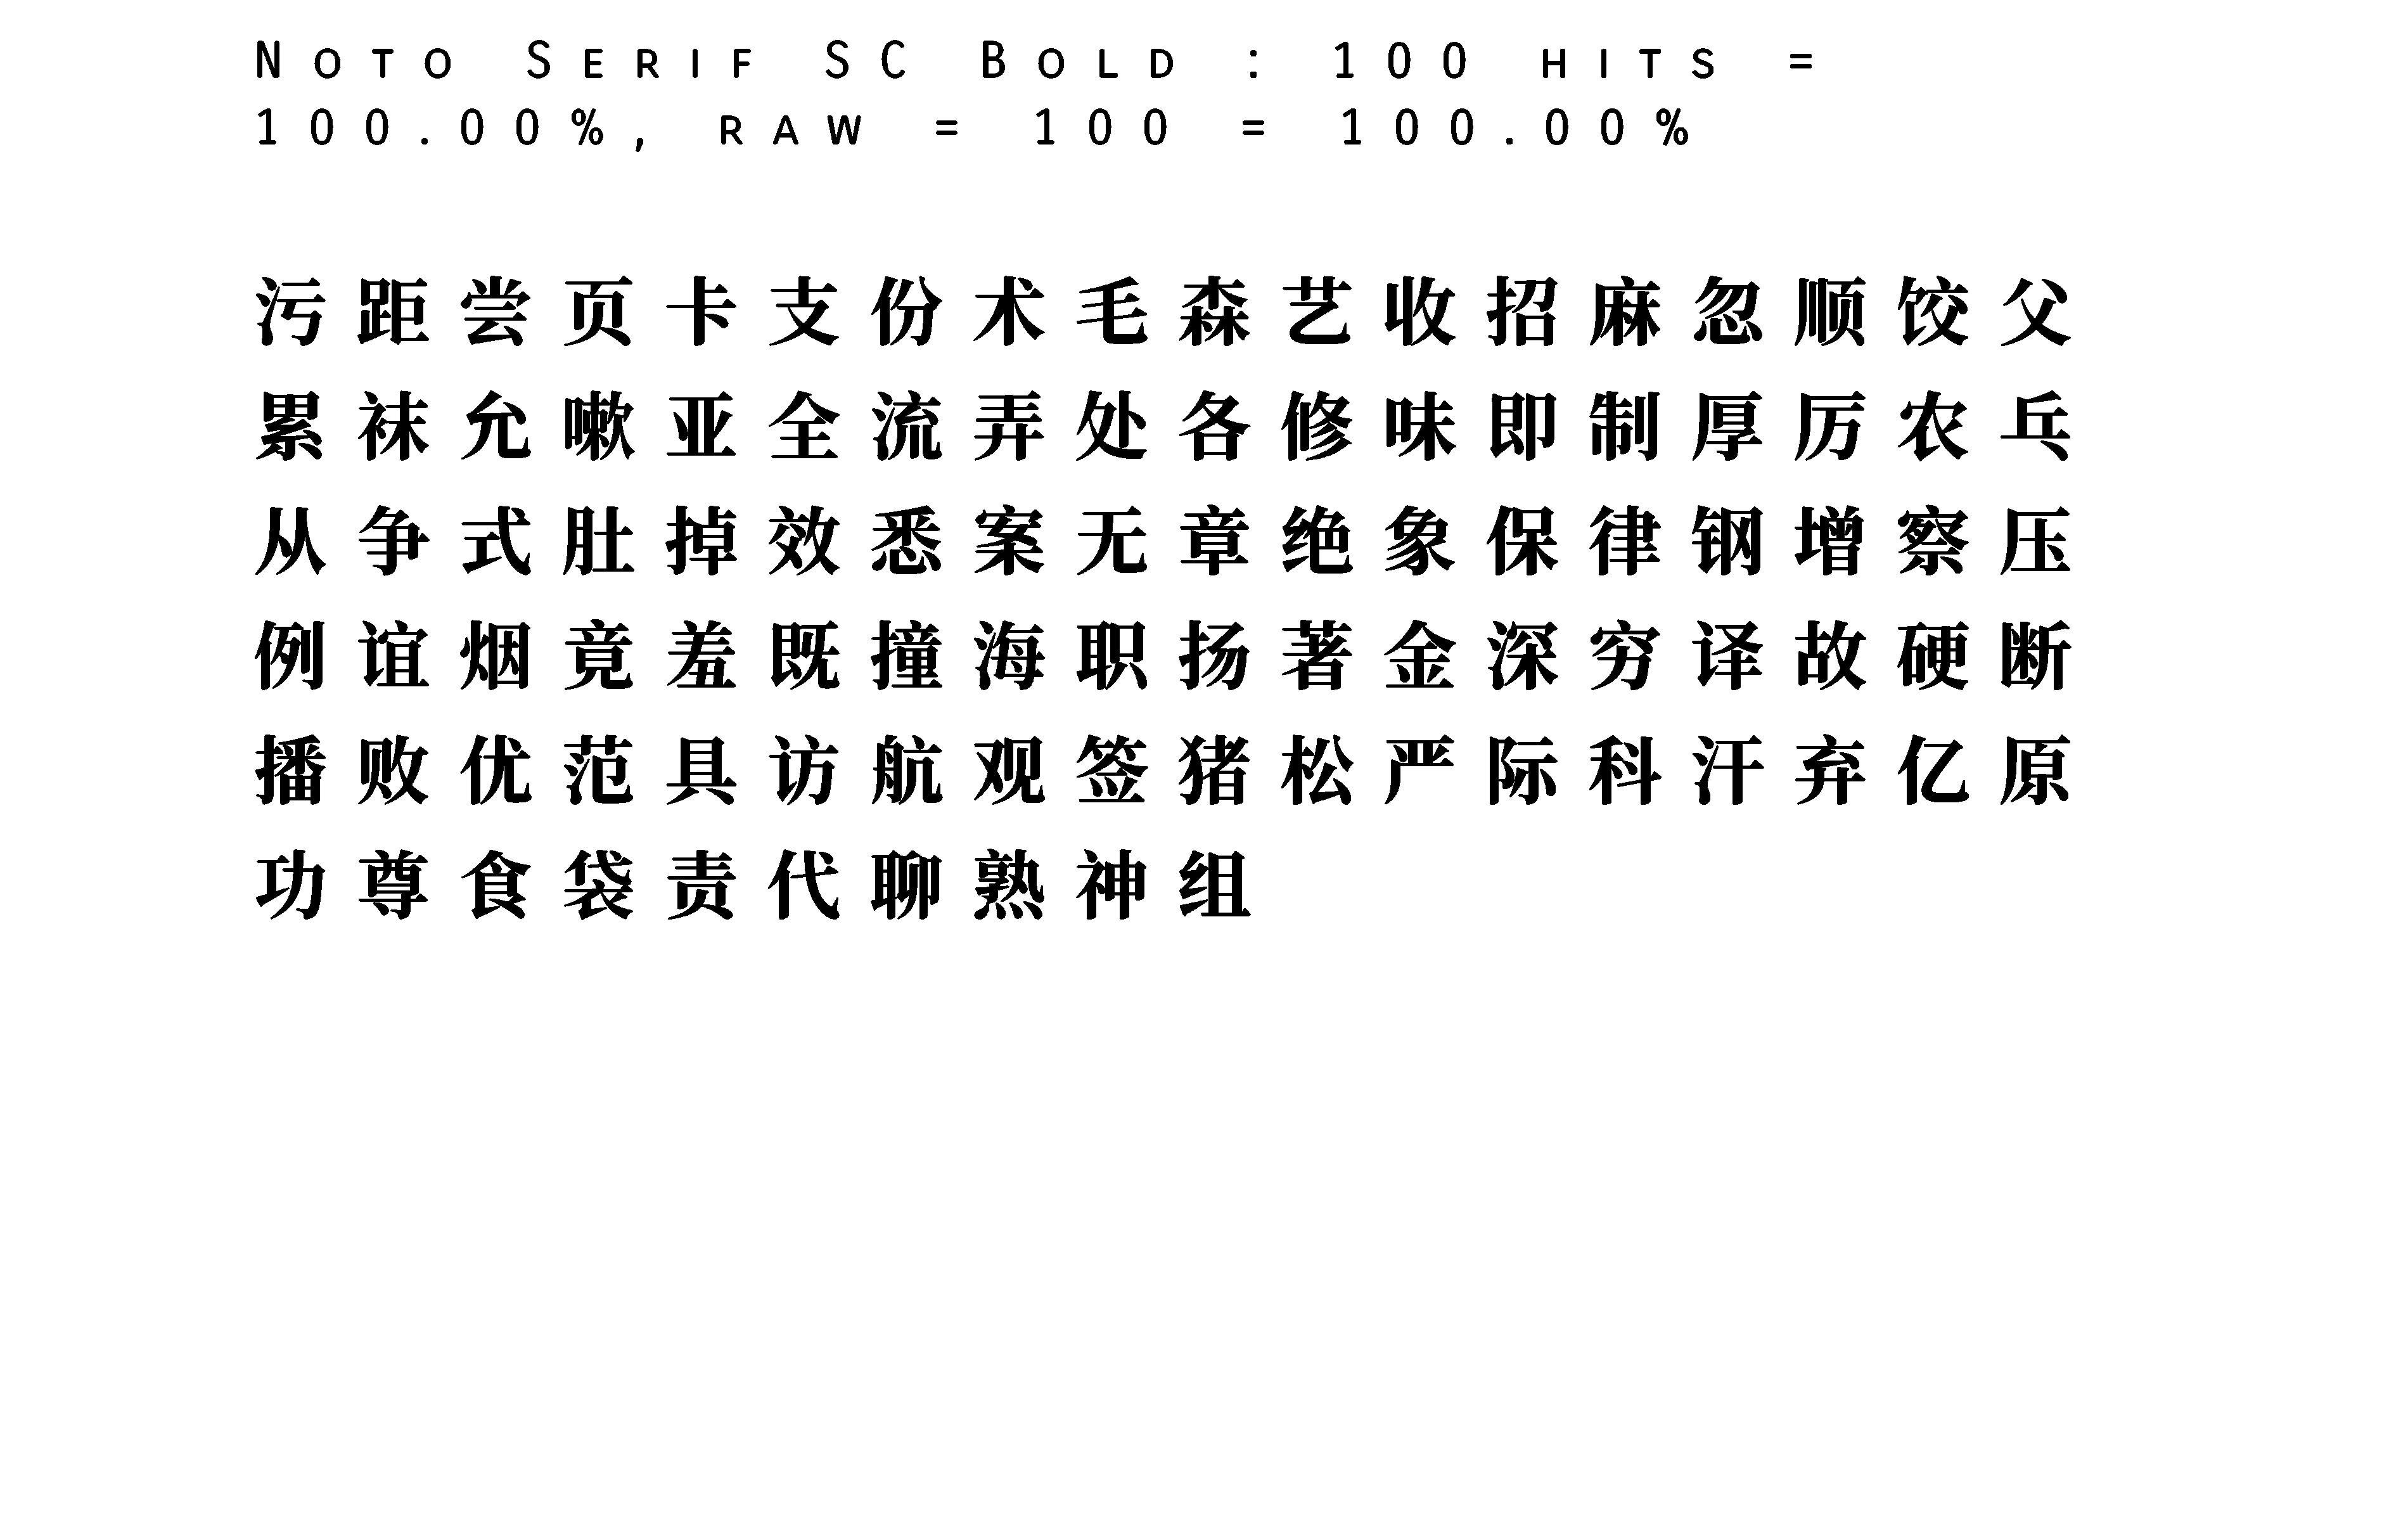 Noto Serif SC Bold : 100 hits =
100.00%, raw = 100 = 100.00%
污距尝页卡支份术毛森艺收招麻忽顺饺父
累袜允嗽亚全流弄处各修味即制厚厉农乓
从争式肚掉效悉案无章绝象保律钢增察压
例谊烟竟羞既撞海职扬著金深穷译故硬断
播败优范具访航观签猪松严际科汗弃亿原
功尊食袋责代聊熟神组